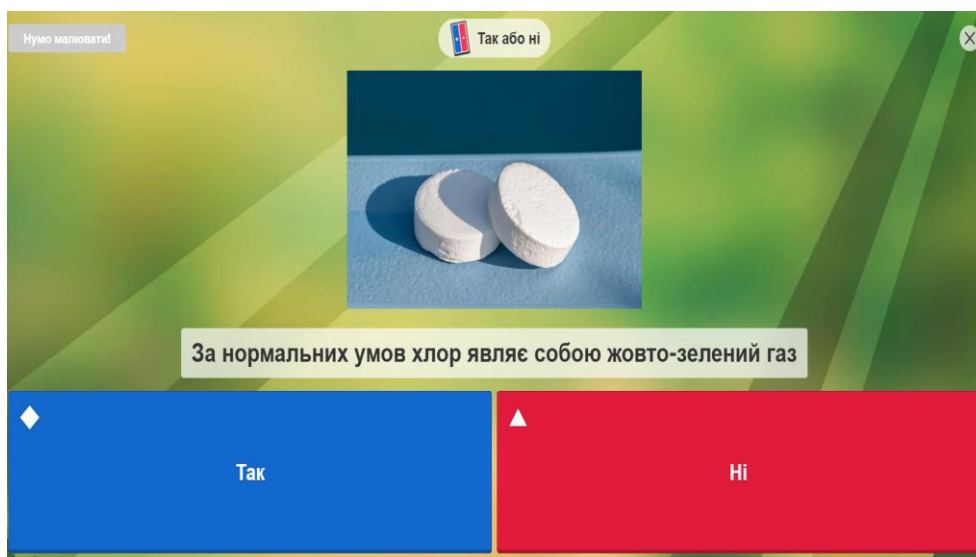 Нумо малювати!
Так або ні
За нормальних умов хлор являє собою жовто-зелений газ
Так
Ні